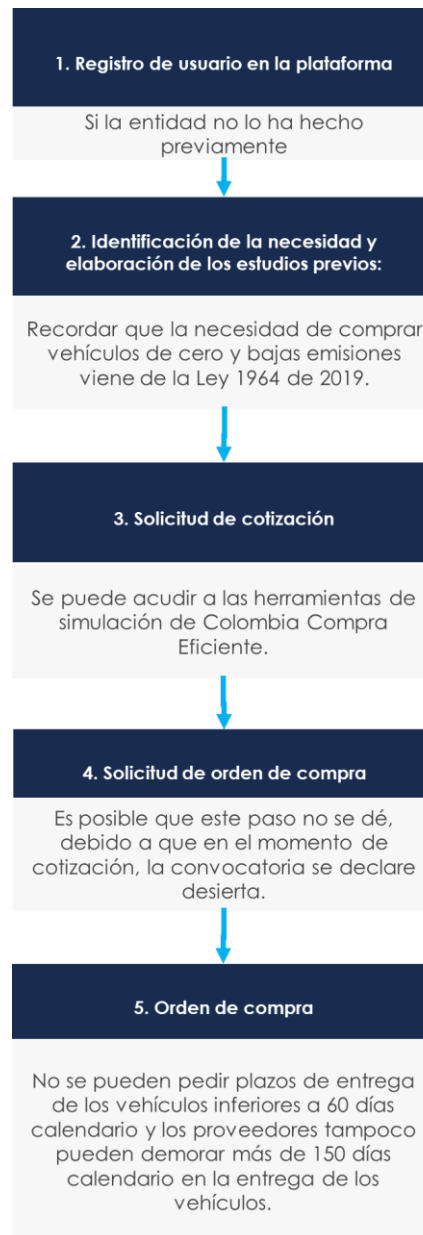 1. Registro de usuario en la plataforma
Si la entidad no lo ha hecho
previamente
2. Identificación de la necesidad y
elaboración de los estudios previos:
Recordar que la necesidad de comprar
vehículos de cero y bajas emisiones
viene de la Ley 1964 de 2019.
3. Solicitud de cotización
Se puede acudir a las herramientas de
simulación de Colombia Compra
Eficiente.
4. Solicitud de orden de compra
Es posible que este paso no se dé,
debido a que en el momento de
cotización, la convocatoria se declare
desierta.
5. Orden de compra
No se pueden pedir plazos de entrega
de los vehículos inferiores a 60 días
calendario y los proveedores tampoco
pueden demorar más de 150 días
calendario en la entrega de los
vehículos.